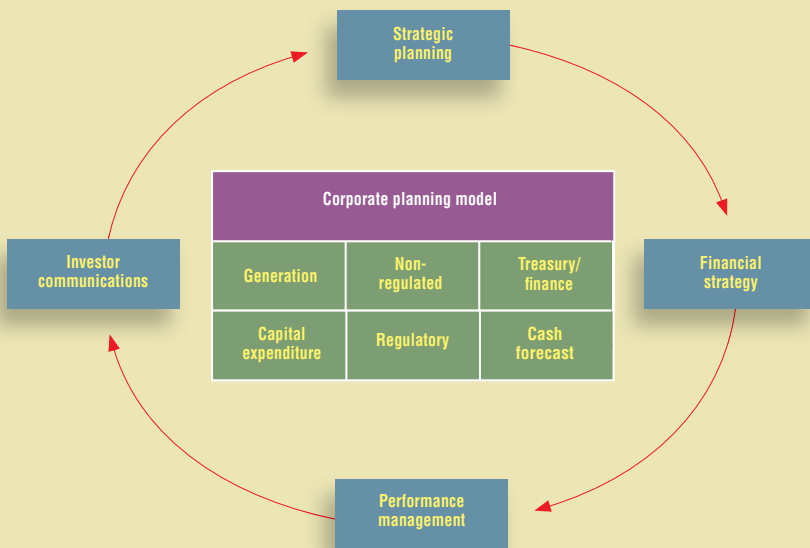 Strategic
planning
Corporate planning model
Investor
communications
Generation
Non-
regulated
Treasury/
finance
Financial
strategy
Capital
expenditure
Regulatory
Cash
forecast
Performance
management